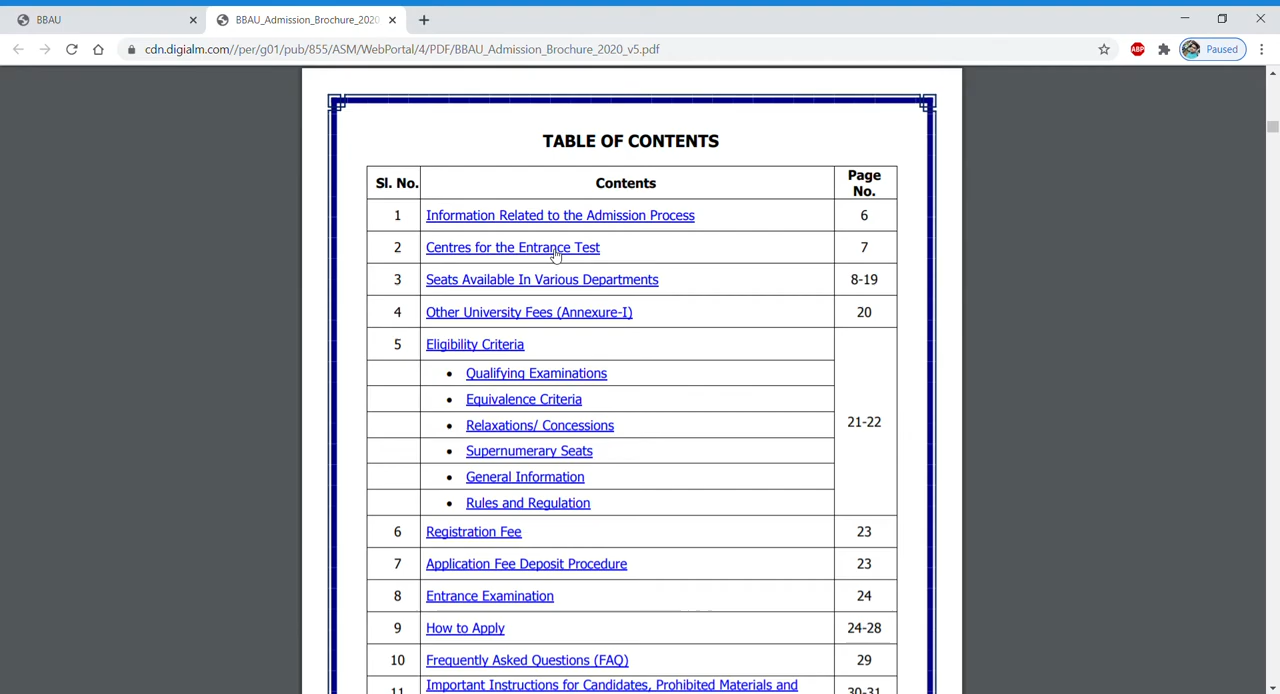 BBAU
BBAU_Admission_Brochure_2020
cdn.digialm.com//per/g01/pub/855/ASM/WebPortal/4/PDF/BBAU_Admission_Brochure_2020_v5.pdf
ABP
Paused
TABLE OF CONTENTS
Sl. No. Contents Page No.
1 Information Related to the Admission Process 6
2 Centres for the Entrance Test 7
3 Seats Available In Various Departments 8-19
4 Other University Fees (Annexure-I) 20
5 Eligibility Criteria 21-22
• Qualifying Examinations
• Equivalence Criteria
• Relaxations/ Concessions
• Supernumerary Seats
• General Information
• Rules and Regulation
6 Registration Fee 23
7 Application Fee Deposit Procedure 23
8 Entrance Examination 24
9 How to Apply 24-28
10 Frequently Asked Questions (FAQ) 29
11 Important Instructions for Candidates, Prohibited Materials and 30-31